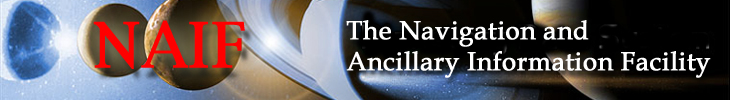 NAIF
The Navigation and
Ancillary Information Facility